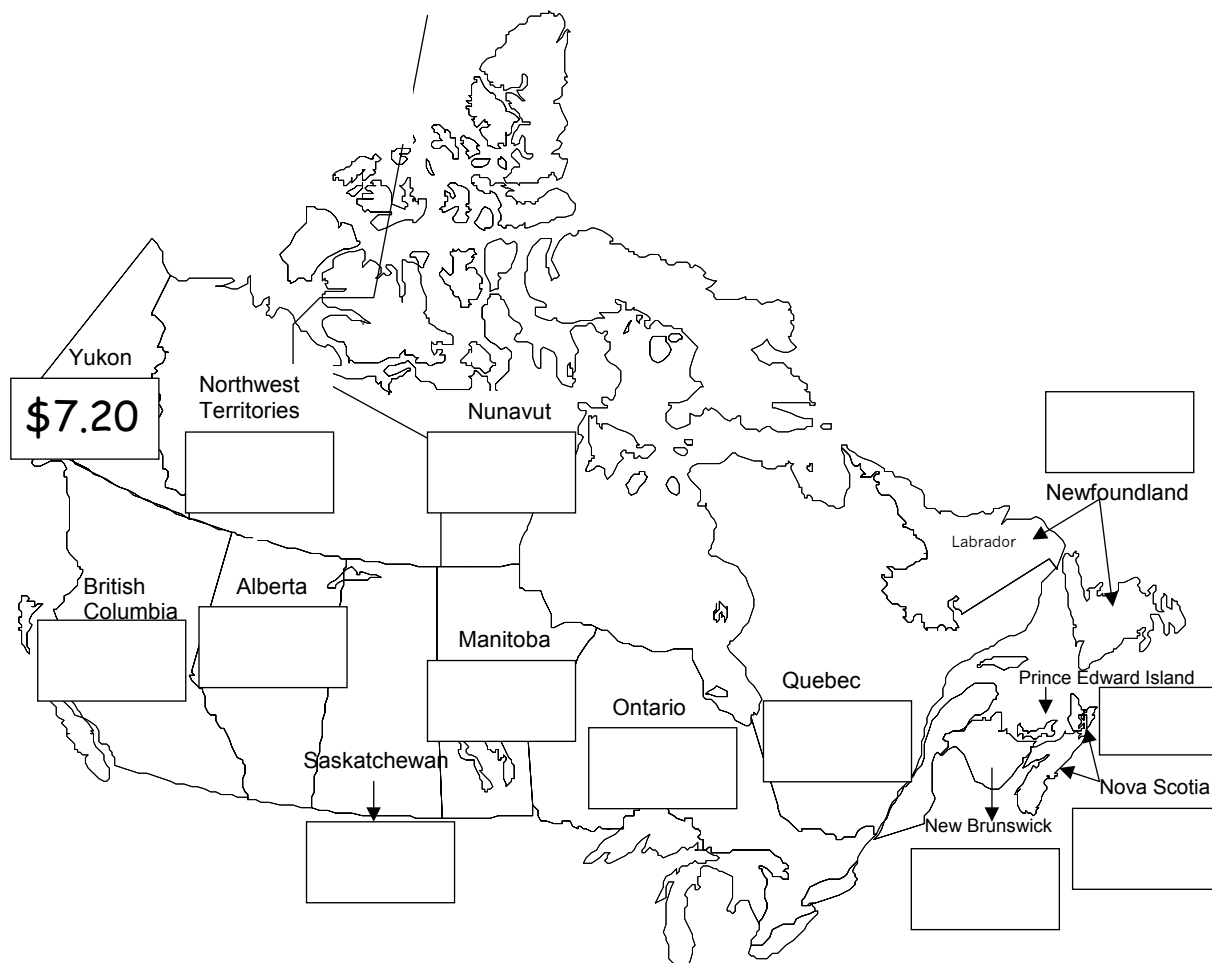 Yukon
$7.20
Northwest
Territories
Nunavut
Newfoundland
Labrador
British
Columbia
Alberta
Manitoba
Saskatchewan
Ontario
Quebec
Prince Edward Island
Nova Scotia
New Brunswick